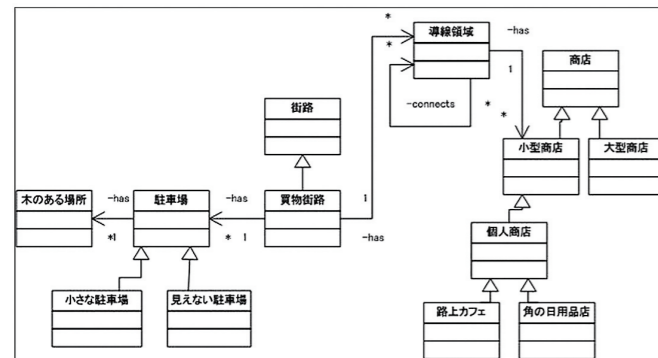 *
*
導線領域
-has
1
商店
街路
-connects
*
*
小型商店
大型商店
木のある場所
-has
*1
駐車場
-has
* 1
買物街路
1
-has
個人商店
小さな駐車場
見えない駐車場
路上カフェ
角の日用品店